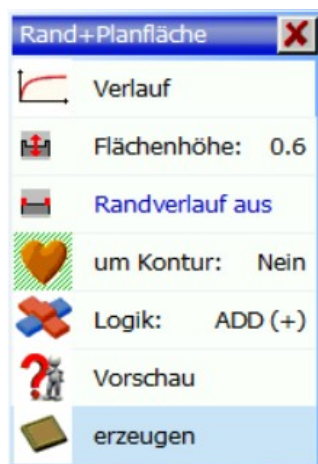 Rand+Planfläche
Verlauf
Flächenhöhe: 0.6
Randverlauf aus
um Kontur: Nein
Logik: ADD (+)
Vorschau
erzeugen